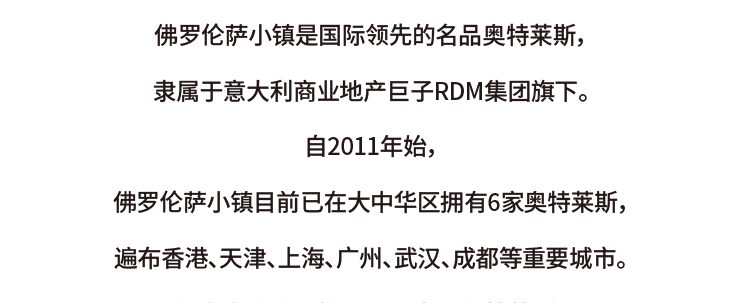 佛罗伦萨小镇是国际领先的名品奥特莱斯，
隶属于意大利商业地产巨子RDM集团旗下。
自2011年始，
佛罗伦萨小镇目前已在大中华区拥有6家奥特莱斯，
遍布香港、天津、上海、广州、武汉、成都等重要城市。